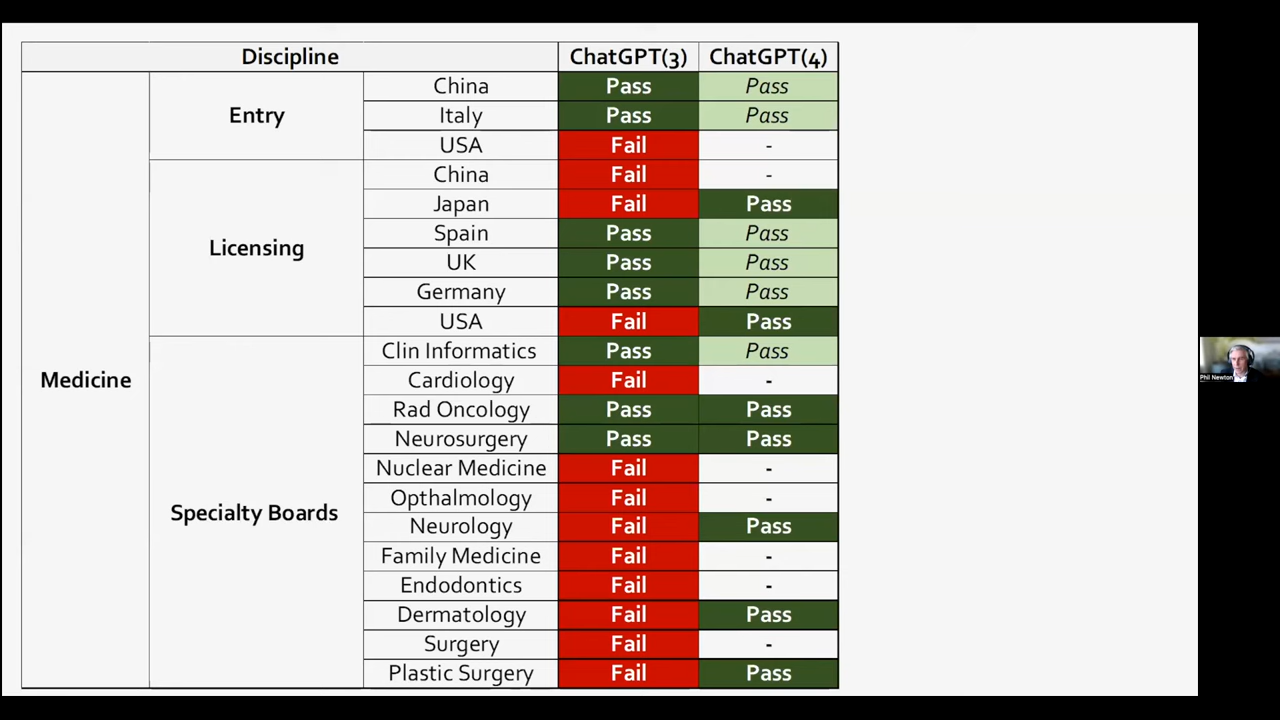 Discipline ChatGPT(3) ChatGPT(4)
China Pass Pass
Entry Italy Pass Pass
USA Fail -
China Fail -
Japan Fail Pass
Licensing Spain Pass Pass
UK Pass Pass
Germany Pass Pass
USA Fail Pass
Clin Informatics Pass Pass
Medicine Cardiology Fail -
Rad Oncology Pass Pass
Neurosurgery Pass Pass
Nuclear Medicine Fail -
Opthalmology Fail -
Specialty Boards Neurology Fail Pass
Family Medicine Fail -
Endodontics Fail -
Dermatology Fail Pass
Surgery Fail -
Plastic Surgery Fail Pass
Phil Newton